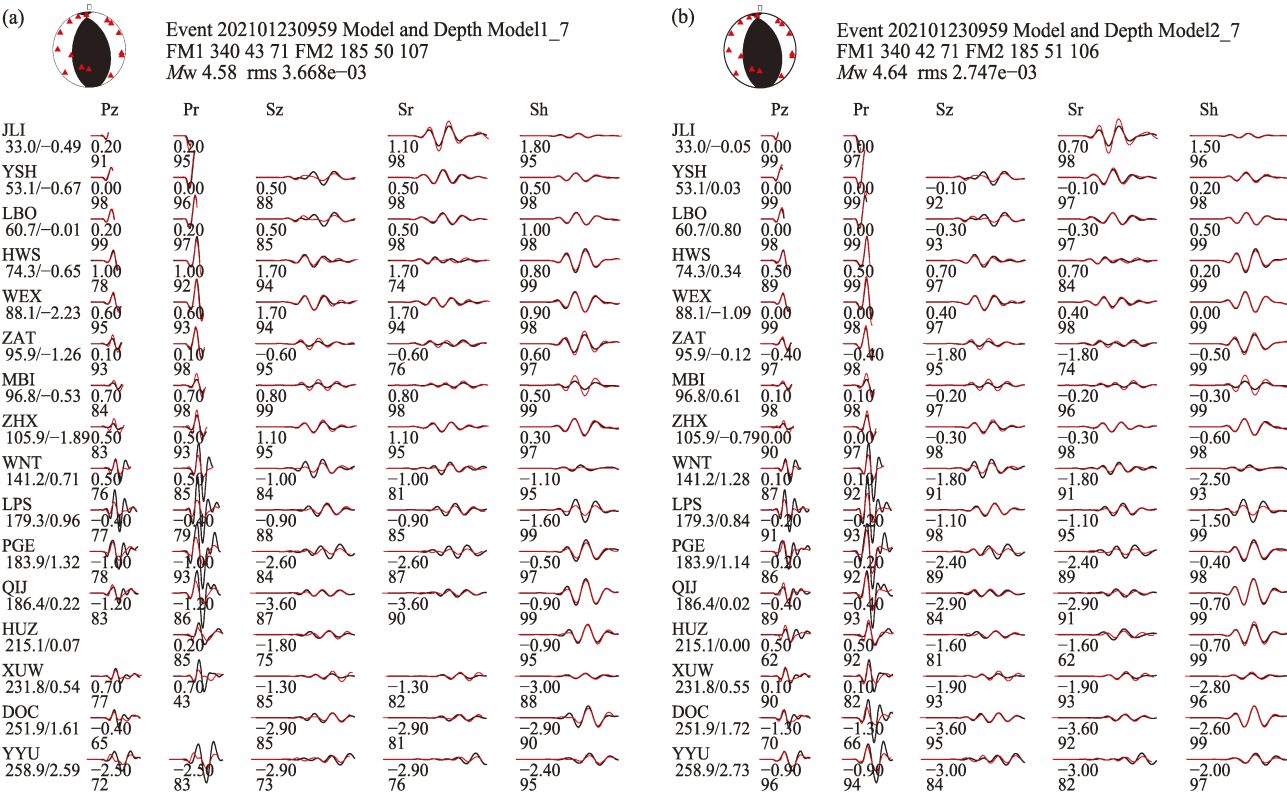 (a)
Event 202101230959 Model and Depth Model1_7
FM1 340 43 71 FM2 185 50 107
Mw 4.58 rms 3.668e−03
Pz Pr Sz Sr Sh
JLI
33.0/−0.49 0.20 0.20 1.10 1.80
91 95 98 95
YSH
53.1/−0.67 0.00 0.00 0.50 0.50 0.50
98 96 88 98 98
LBO
60.7/−0.01 0.20 0.20 0.50 0.50 1.00
99 97 85 98 98
HWS
74.3/−0.65 1.00 1.00 1.70 1.70 0.80
78 92 94 74 99
WEX
88.1/−2.23 0.60 0.60 1.70 1.70 0.90
95 93 94 94 98
ZAT
95.9/−1.26 0.10 0.10 −0.60 −0.60 0.60
93 98 95 76 97
MBI
96.8/−0.53 0.70 0.70 0.80 0.80 0.50
84 98 99 98 99
ZHX
105.9/−1.89 0.50 0.50 1.10 1.10 0.30
83 93 95 95 97
WNT
141.2/0.71 0.50 0.50 −1.00 −1.00 −1.10
76 85 84 81 95
LPS
179.3/0.96 −0.40 −0.40 −0.90 −0.90 −1.60
77 79 88 85 99
PGE
183.9/1.32 −1.00 −1.00 −2.60 −2.60 −0.50
78 93 84 87 97
QIJ
186.4/0.22 −1.20 −1.20 −3.60 −3.60 −0.90
83 86 87 90 99
HUZ
215.1/0.07 0.20 −1.80 −0.90
85 75 95
XUW
231.8/0.54 0.70 0.70 −1.30 −1.30 −3.00
77 43 85 82 88
DOC
251.9/1.61 −0.40 −2.90 −2.90 −2.90
65 85 81 90
YYU
258.9/2.59 −2.50 −2.50 −2.90 −2.90 −2.40
72 83 73 76 95
(b)
Event 202101230959 Model and Depth Model2_7
FM1 340 42 71 FM2 185 51 106
Mw 4.64 rms 2.747e−03
Pz Pr Sz Sr Sh
JLI
33.0/−0.05 0.00 0.00 0.70 1.50
99 97 98 96
YSH
53.1/0.03 0.00 0.00 −0.10 −0.10 0.20
99 99 92 97 98
LBO
60.7/0.80 0.00 0.00 −0.30 −0.30 0.50
98 99 93 97 99
HWS
74.3/0.34 0.50 0.50 0.70 0.70 0.20
89 99 97 84 99
WEX
88.1/−1.09 0.00 0.00 0.40 0.40 0.00
99 98 97 98 99
ZAT
95.9/−0.12 −0.40 −0.40 −1.80 −1.80 −0.50
97 98 95 74 99
MBI
96.8/0.61 0.10 0.10 −0.20 −0.20 −0.30
98 98 97 96 99
ZHX
105.9/−0.79 0.00 0.00 −0.30 −0.30 −0.60
90 97 98 98 98
WNT
141.2/1.28 0.10 0.10 −1.80 −1.80 −2.50
87 92 91 91 93
LPS
179.3/0.84 −0.20 −0.20 −1.10 −1.10 −1.50
91 93 98 95 99
PGE
183.9/1.14 −0.20 −0.20 −2.40 −2.40 −0.40
86 92 89 89 98
QIJ
186.4/0.02 −0.40 −0.40 −2.90 −2.90 −0.70
89 93 84 91 99
HUZ
215.1/0.00 0.50 0.50 −1.60 −1.60 −0.70
62 92 81 62 99
XUW
231.8/0.55 0.10 0.10 −1.90 −1.90 −2.80
90 82 93 93 96
DOC
251.9/1.72 −1.30 −1.30 −3.60 −3.60 −2.60
70 66 95 92 99
YYU
258.9/2.73 −0.90 −0.90 −3.00 −3.00 −2.00
96 94 84 82 97